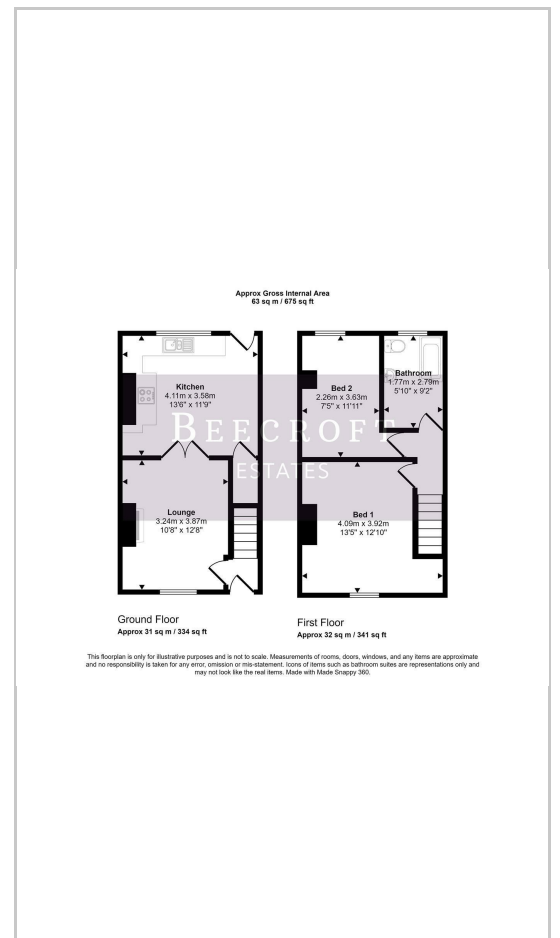 Approx Gross Internal Area
63 sq m / 675 sq ft
Kitchen
4.11m x 3.58m
13'6" x 11'9"
Lounge
3.24m x 3.87m
10'8" x 12'8"
Bed 2
2.26m x 3.63m
7'5" x 11'11"
Bathroom
1.77m x 2.79m
5'10" x 9'2"
Bed 1
4.09m x 3.92m
13'5" x 12'10"
BEECROFT
ESTATES
Ground Floor
Approx 31 sq m / 334 sq ft
First Floor
Approx 32 sq m / 341 sq ft
This floorplan is only for illustrative purposes and is not to scale. Measurements of rooms, doors, windows, and any items are approximate
and no responsibility is taken for any error, omission or mis-statement. Icons of items such as bathroom suites are representations only and
may not look like the real items. Made with Made Snappy 360.